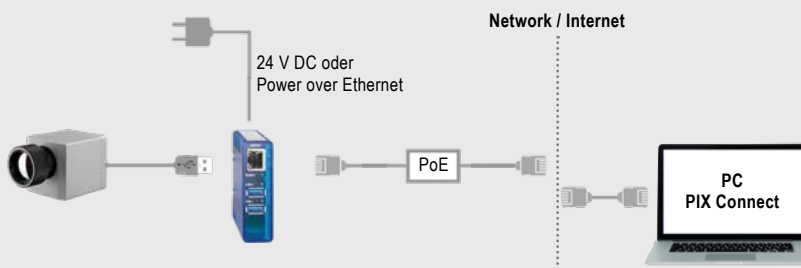 Network / Internet
24 V DC oder
Power over Ethernet
PoE
PC
PIX Connect